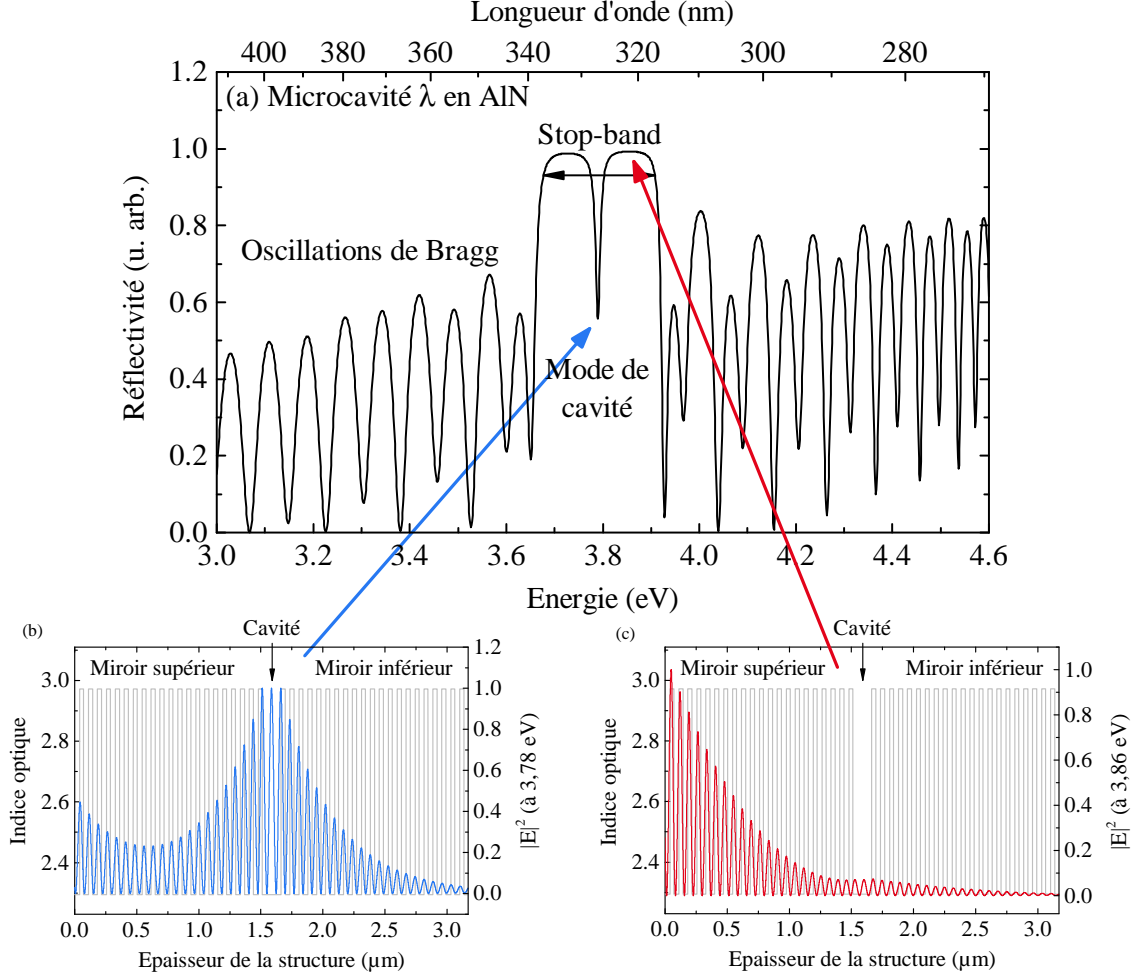 Longueur d'onde (nm)
400 380 360 340 320 300 280
1.2
1.0
0.8
0.6
0.4
0.2
0.0
(a) Microcavité λ en AlN
Stop-band
Oscillations de Bragg
Mode de
cavité
Réflectivité (u. arb.)
3.0 3.2 3.4 3.6 3.8 4.0 4.2 4.4 4.6
Energie (eV)
(b)
Cavité
Miroir supérieur
Miroir inférieur
3.0
2.8
2.6
2.4
Indice optique
1.2
1.0
0.8
0.6
0.4
0.2
0.0
|E|² (à 3,78 eV)
0.0 0.5 1.0 1.5 2.0 2.5 3.0
Epaisseur de la structure (µm)
(c)
Cavité
Miroir supérieur
Miroir inférieur
3.0
2.9
2.8
2.7
2.6
2.5
2.4
2.3
Indice optique
1.0
0.8
0.6
0.4
0.2
0.0
|E|² (à 3,86 eV)
0.0 0.5 1.0 1.5 2.0 2.5 3.0
Epaisseur de la structure (µm)